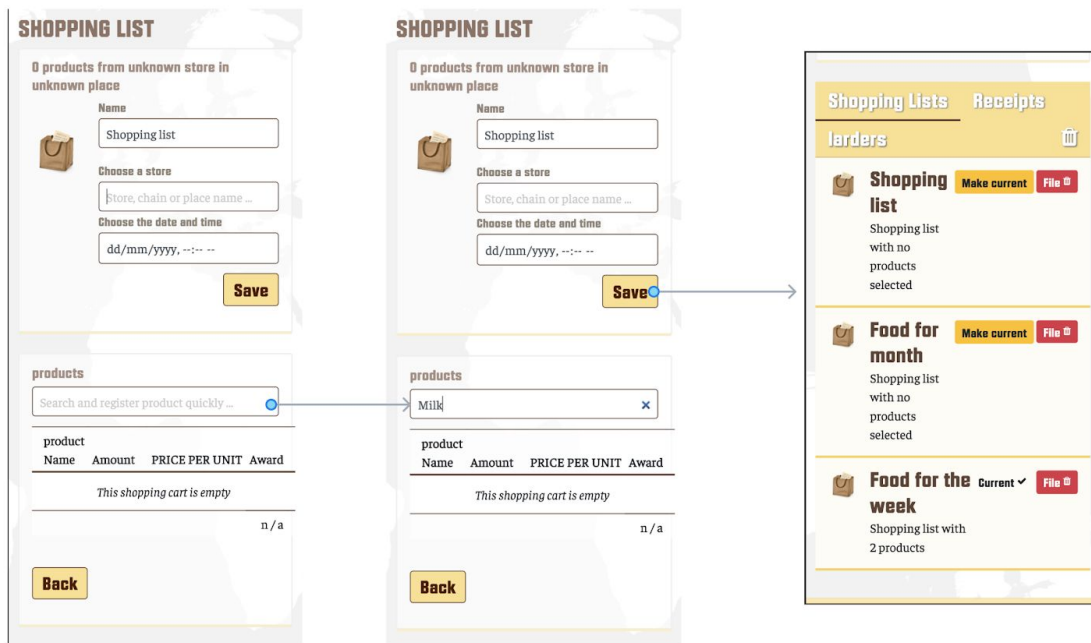 SHOPPING LIST
0 products from unknown store in
unknown place
Name
Shopping list
Choose a store
Store, chain or place name ...
Choose the date and time
dd/mm/yyyy, --:-- --
Save
products
Search and register product quickly ...
product
Name Amount PRICE PER UNIT Award
This shopping cart is empty
n / a
Back
SHOPPING LIST
0 products from unknown store in
unknown place
Name
Shopping list
Choose a store
Store, chain or place name ...
Choose the date and time
dd/mm/yyyy, --:-- --
Save
products
Milk
product
Name Amount PRICE PER UNIT Award
This shopping cart is empty
n / a
Back
Shopping Lists Receipts
larders
Shopping Make current File
list
Shopping list
with no
products
selected
Food for Make current File
month
Shopping list
with no
products
selected
Food for the Current File
week
Shopping list with
2 products